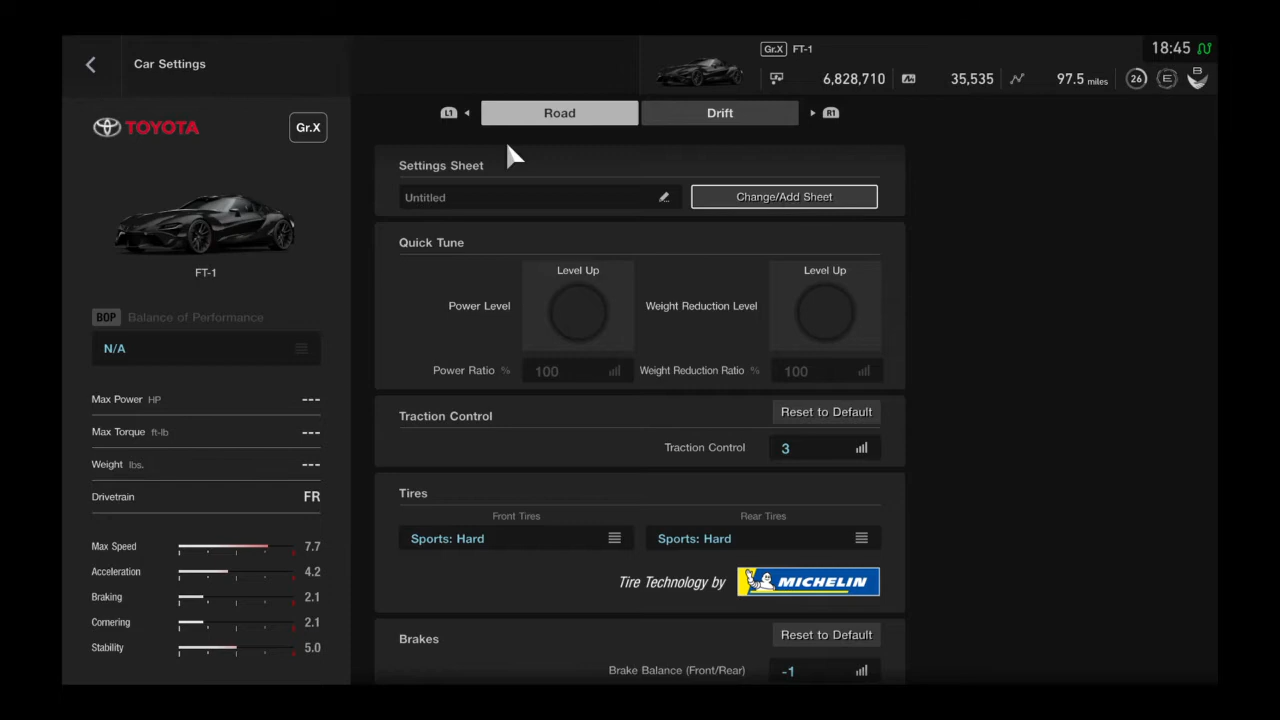 Car Settings
Gr.X FT-1
18:45
6,828,710 35,535 97.5 miles 26 E B
L1 Road Drift R1
TOYOTA Gr.X
FT-1
BOP Balance of Performance
N/A
Max Power HP ---
Max Torque ft-lb ---
Weight lbs. ---
Drivetrain FR
Max Speed 7.7
Acceleration 4.2
Braking 2.1
Cornering 2.1
Stability 5.0
Settings Sheet
Untitled Change/Add Sheet
Quick Tune
Level Up Level Up
Power Level Weight Reduction Level
Power Ratio % 100 Weight Reduction Ratio % 100
Traction Control Reset to Default
Traction Control 3
Tires
Front Tires Rear Tires
Sports: Hard Sports: Hard
Tire Technology by MICHELIN
Brakes Reset to Default
Brake Balance (Front/Rear) -1